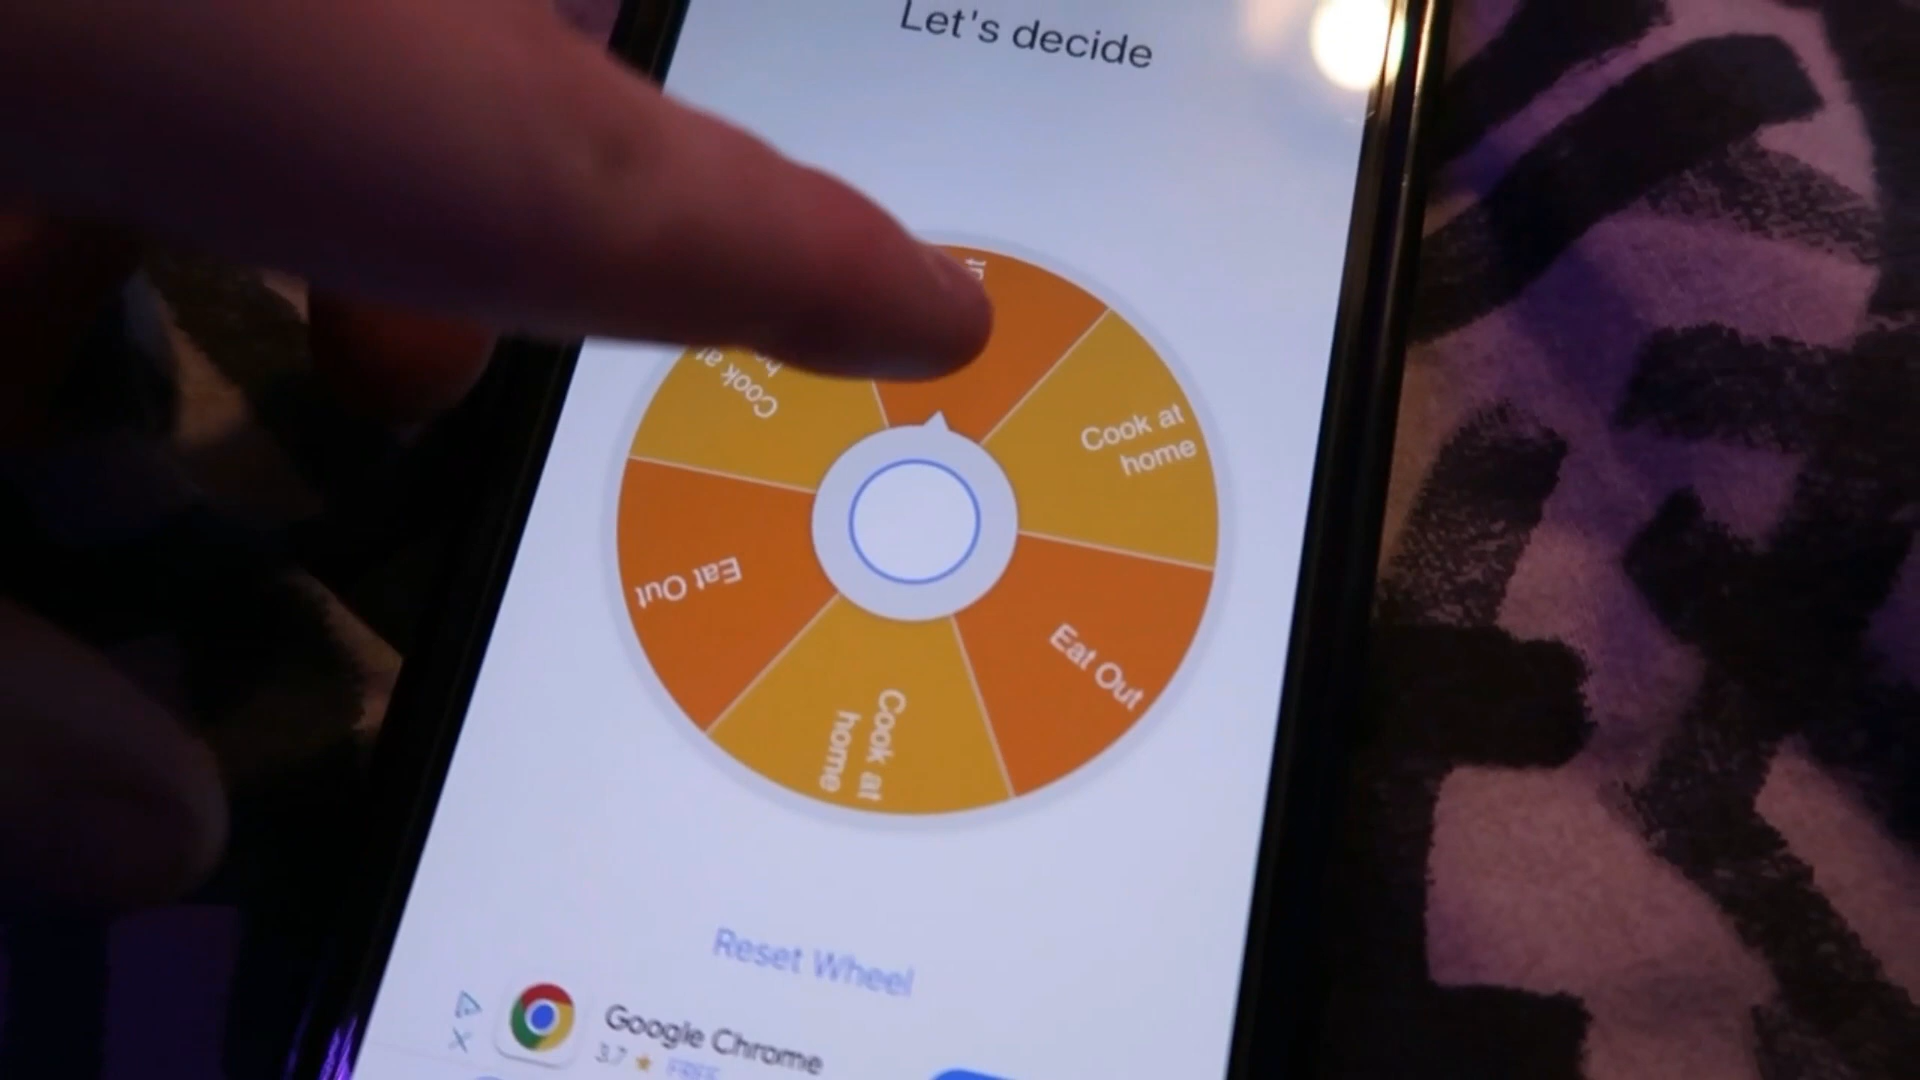 Let's decide
Cook at
home
Cook at
Eat Out
Eat Out
Cook at
home
Reset Wheel
Google Chrome
3.7 ★ FREE